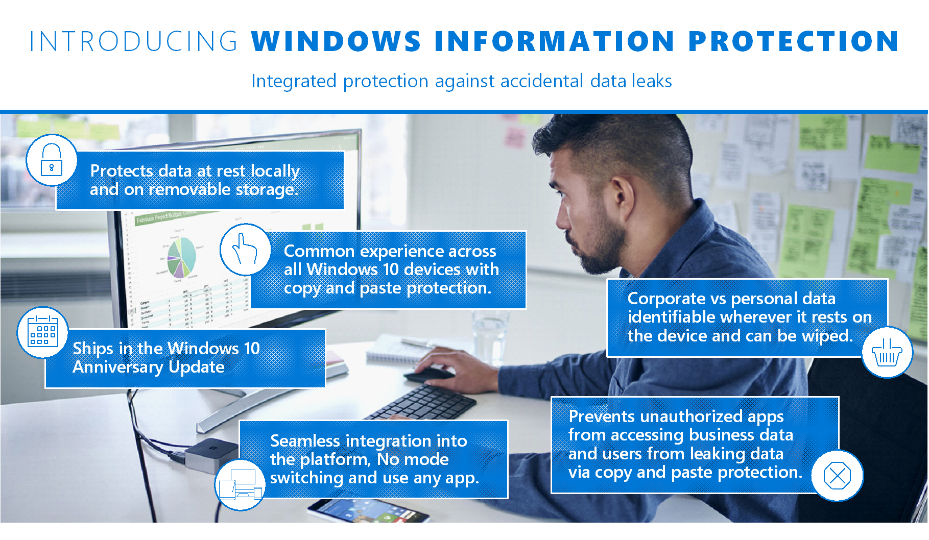 INTRODUCING WINDOWS INFORMATION PROTECTION
Integrated protection against accidental data leaks
Protects data at rest locally
and on removable storage.
Common experience across
all Windows 10 devices with
copy and paste protection.
Corporate vs personal data
identifiable wherever it rests on
the device and can be wiped.
Ships in the Windows 10
Anniversary Update
Prevents unauthorized apps
from accessing business data
and users from leaking data
via copy and paste protection.
Seamless integration into
the platform, No mode
switching and use any app.